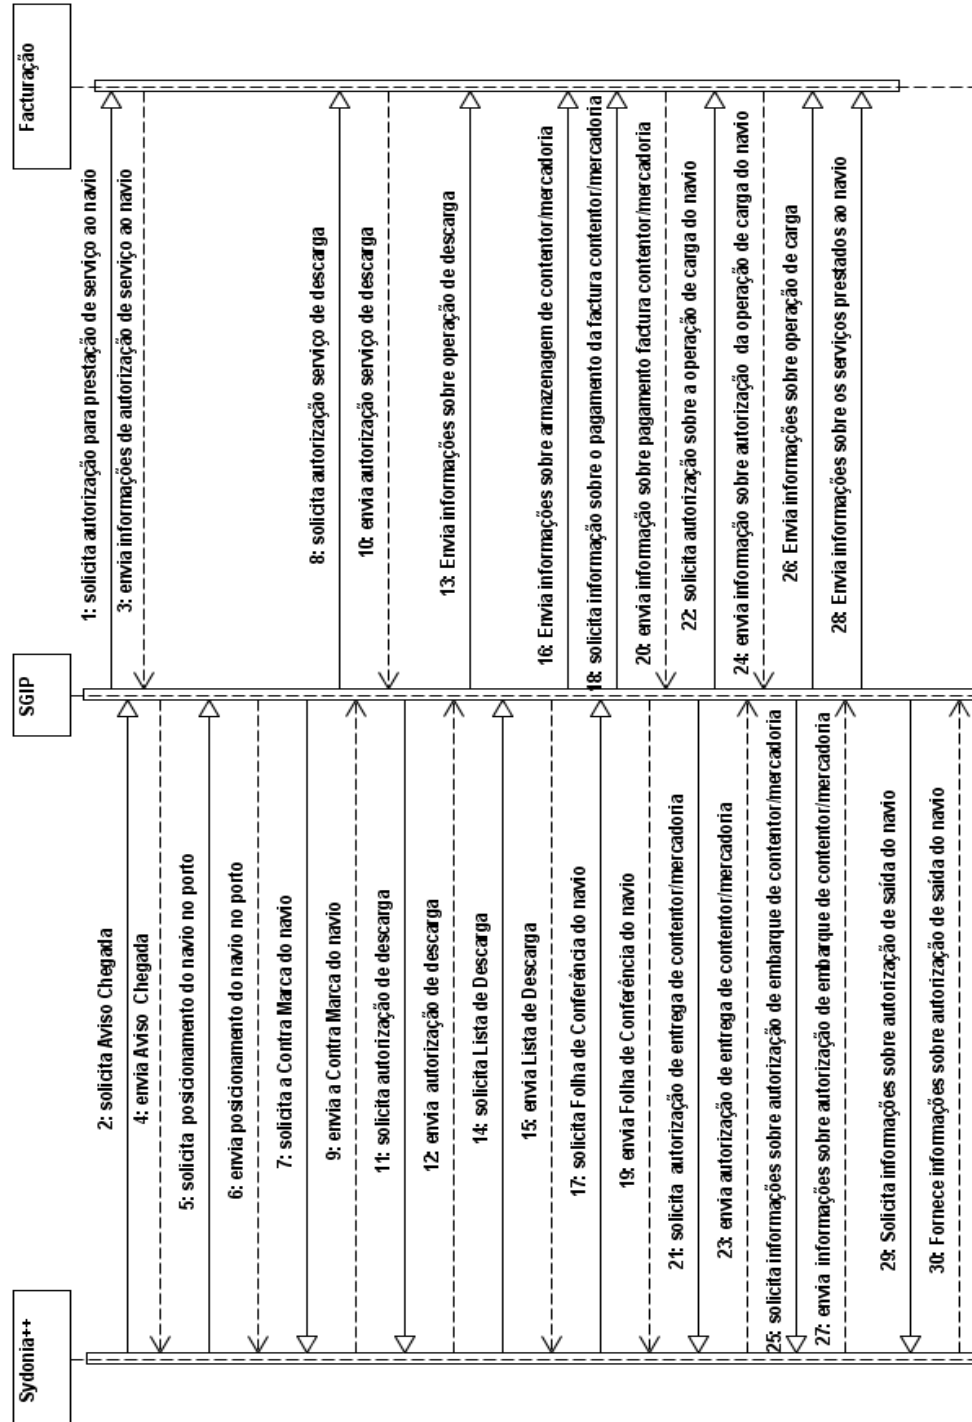 Sydonia++
SGIP
Facturação
1: solicita autorização para prestação de serviço ao navio
2: solicita Aviso Chegada
3: envia informações de autorização de serviço ao navio
4: envia Aviso Chegada
5: solicita posicionamento do navio no porto
6: envia posicionamento do navio no porto
7: solicita a Contra Marca do navio
8: solicita autorização serviço de descarga
9: envia a Contra Marca do navio
10: envia autorização serviço de descarga
11: solicita autorização de descarga
12: envia autorização de descarga
13: Envia informações sobre operação de descarga
14: solicita Lista de Descarga
15: envia Lista de Descarga
16: Envia informações sobre armazenagem de contentor/mercadoria
17: solicita Folha de Conferência do navio
18: solicita informação sobre o pagamento da factura contentor/mercadoria
19: envia Folha de Conferência do navio
20: envia informação sobre pagamento factura contentor/mercadoria
21: solicita autorização de entrega de contentor/mercadoria
22: solicita autorização sobre a operação de carga do navio
23: envia autorização de entrega de contentor/mercadoria
24: envia informação sobre autorização da operação de carga do navio
25: solicita informações sobre autorização de embarque de contentor/mercadoria
26: Envia informações sobre operação de carga
27: envia informações sobre autorização de embarque de contentor/mercadoria
28: Envia informações sobre os serviços prestados ao navio
29: Solicita informações sobre autorização de saída do navio
30: Fornece informações sobre autorização de saída do navio